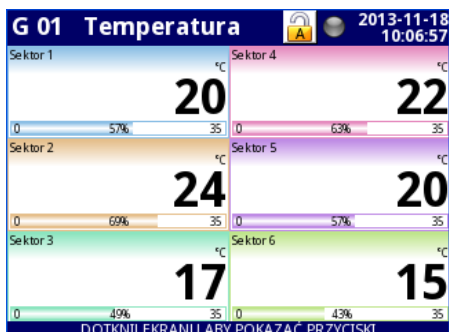 G 01 Temperatura A 2013-11-18
10:06:57
Sektor 1
°C
20
0 57% 35
Sektor 4
°C
22
0 63% 35
Sektor 2
°C
24
0 69% 35
Sektor 5
°C
20
0 57% 35
Sektor 3
°C
17
0 49% 35
Sektor 6
°C
15
0 43% 35
DOTKNIJ EKRANU ABY POKAZAĆ PRZYCISKI